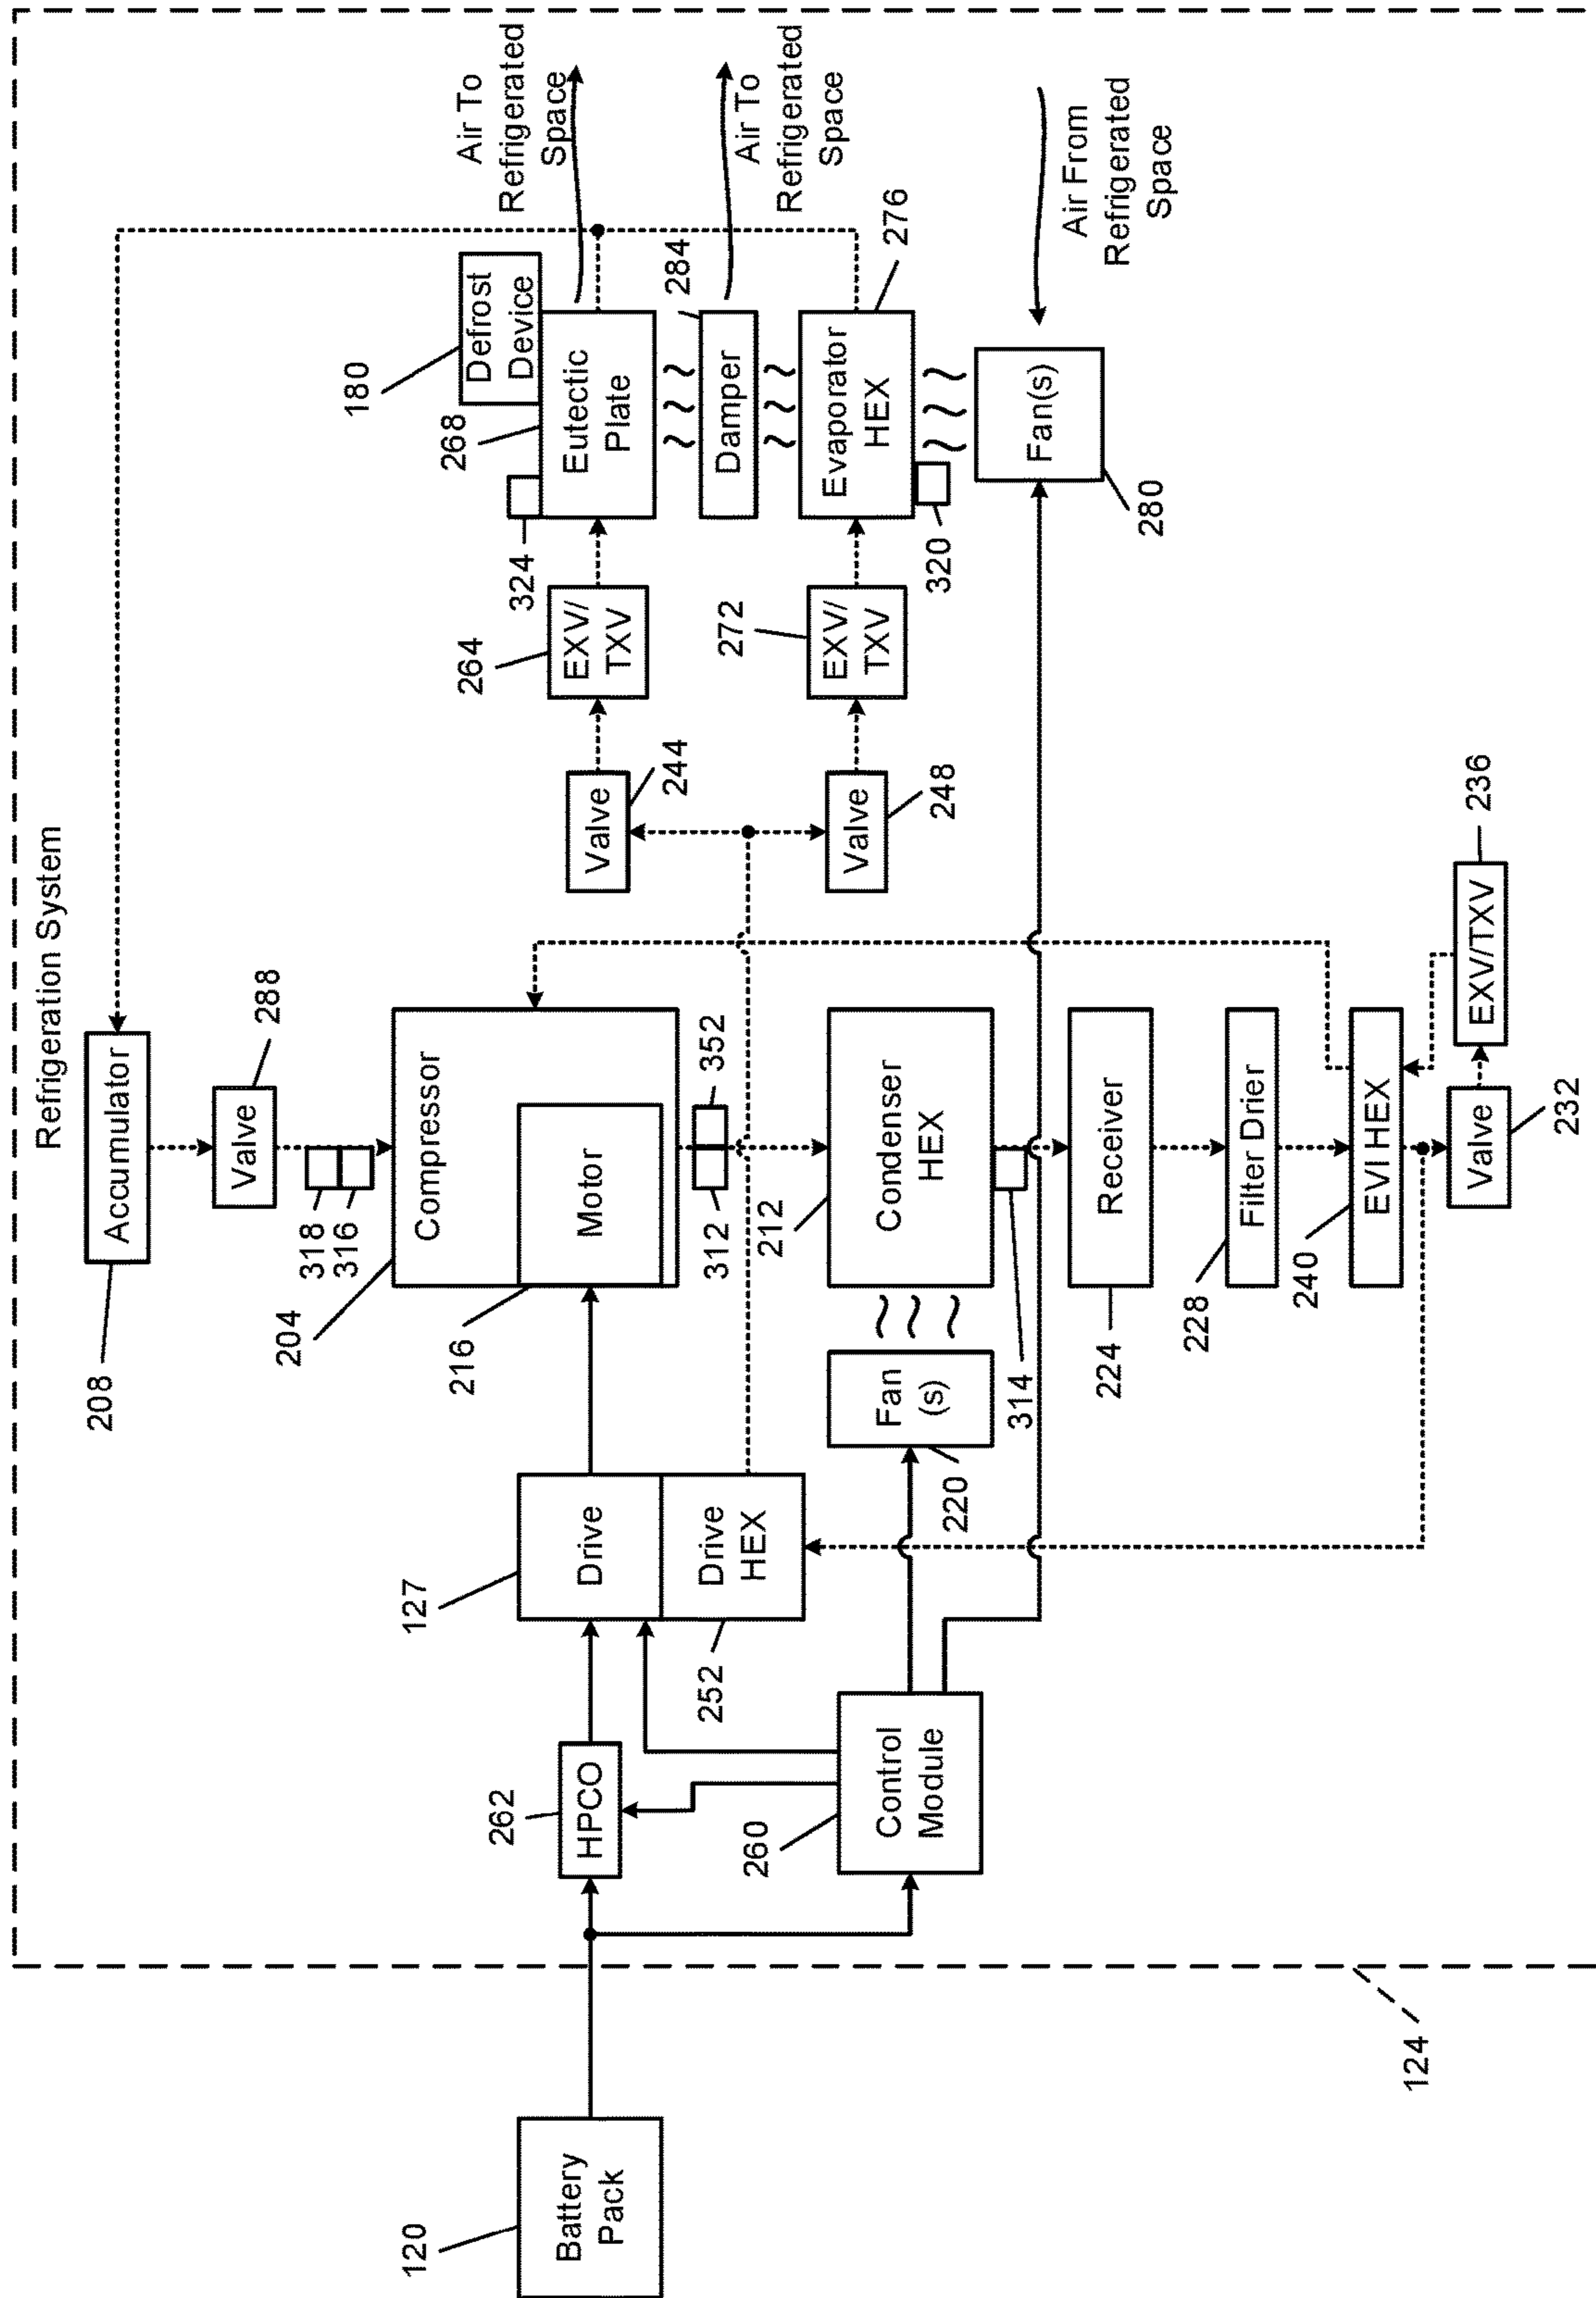 Refrigeration System
208
Accumulator
288
Valve
318
316
204
Compressor
216
Motor
312
352
127
Drive
252
Drive
HEX
262
HPCO
120
Battery
Pack
260
Control
Module
220
Fan
(s)
212
Condenser
HEX
314
224
Receiver
228
Filter Drier
240
EVI HEX
232
Valve
236
EXV/TXV
244
Valve
248
Valve
264
EXV/
TXV
272
EXV/
TXV
324
268
180
Defrost
Device
Eutectic
Plate
284
Damper
276
Evaporator
HEX
320
280
Fan(s)
Air To
Refrigerated
Space
Air To
Refrigerated
Space
Air From
Refrigerated
Space
124